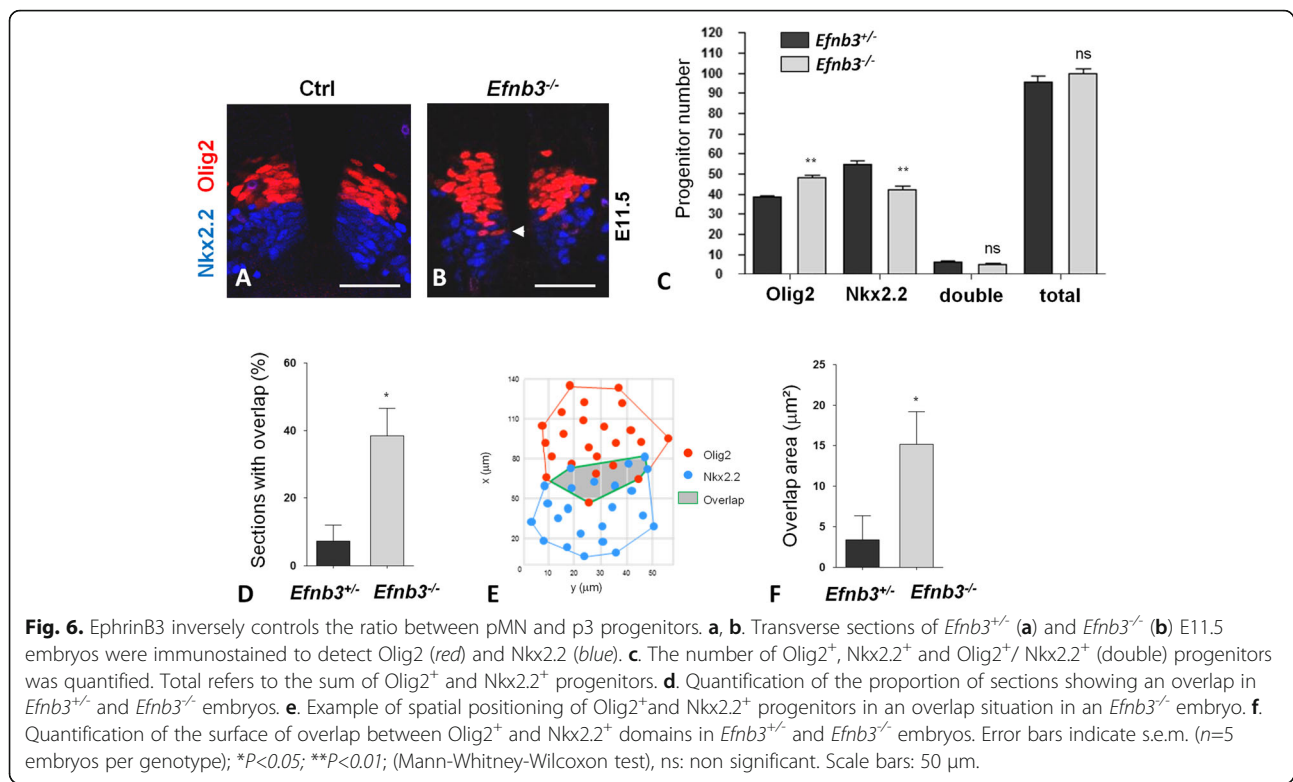 Ctrl
Efnb3-/-
Nkx2.2 Olig2
E11.5
A
B
Progenitor number
120
110
100
90
80
70
60
50
40
30
20
10
0
Efnb3+/-
Efnb3-/-
**
**
ns
ns
Olig2 Nkx2.2 double total
C
Sections with overlap (%)
60
40
20
0
*
Efnb3+/- Efnb3-/-
D
x (µm)
140
110
80
50
20
0
10 20 30 40 50
y (µm)
Olig2
Nkx2.2
Overlap
E
Overlap area (µm²)
25
20
15
10
5
0
*
Efnb3+/- Efnb3-/-
F
Fig. 6. EphrinB3 inversely controls the ratio between pMN and p3 progenitors. a, b. Transverse sections of Efnb3+/- (a) and Efnb3-/- (b) E11.5
embryos were immunostained to detect Olig2 (red) and Nkx2.2 (blue). c. The number of Olig2+, Nkx2.2+ and Olig2+/ Nkx2.2+ (double) progenitors
was quantified. Total refers to the sum of Olig2+ and Nkx2.2+ progenitors. d. Quantification of the proportion of sections showing an overlap in
Efnb3+/- and Efnb3-/- embryos. e. Example of spatial positioning of Olig2+and Nkx2.2+ progenitors in an overlap situation in an Efnb3-/- embryo. f.
Quantification of the surface of overlap between Olig2+ and Nkx2.2+ domains in Efnb3+/- and Efnb3-/- embryos. Error bars indicate s.e.m. (n=5
embryos per genotype); *P<0.05; **P<0.01; (Mann-Whitney-Wilcoxon test), ns: non significant. Scale bars: 50 µm.